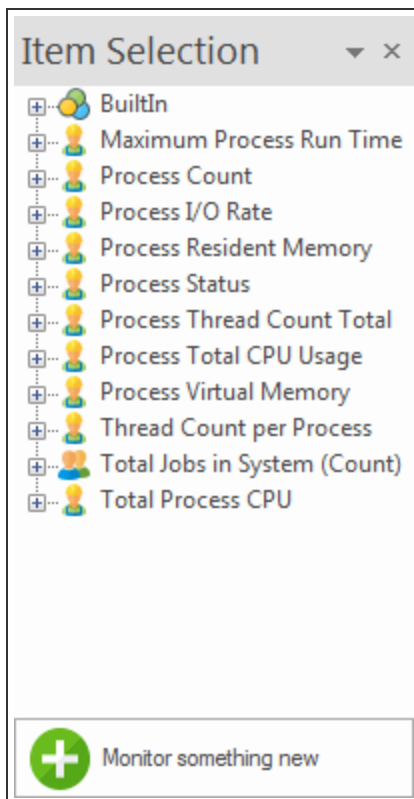 Item Selection
BuiltIn
Maximum Process Run Time
Process Count
Process I/O Rate
Process Resident Memory
Process Status
Process Thread Count Total
Process Total CPU Usage
Process Virtual Memory
Thread Count per Process
Total Jobs in System (Count)
Total Process CPU
Monitor something new